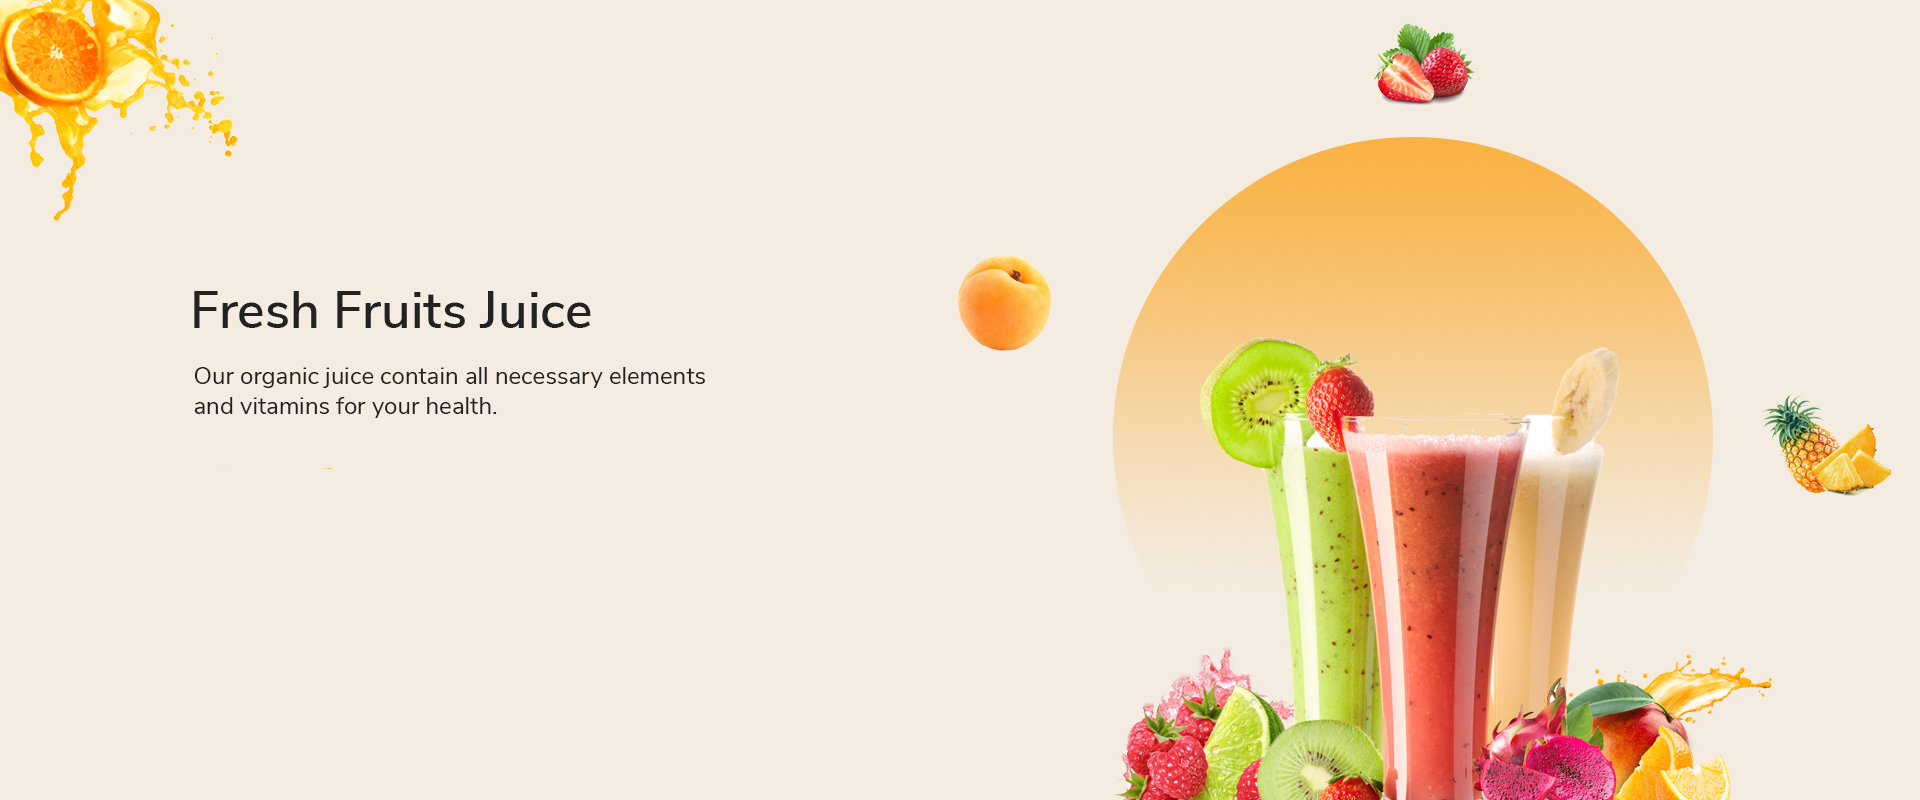 Fresh Fruits Juice
Our organic juice contain all necessary elements
and vitamins for your health.